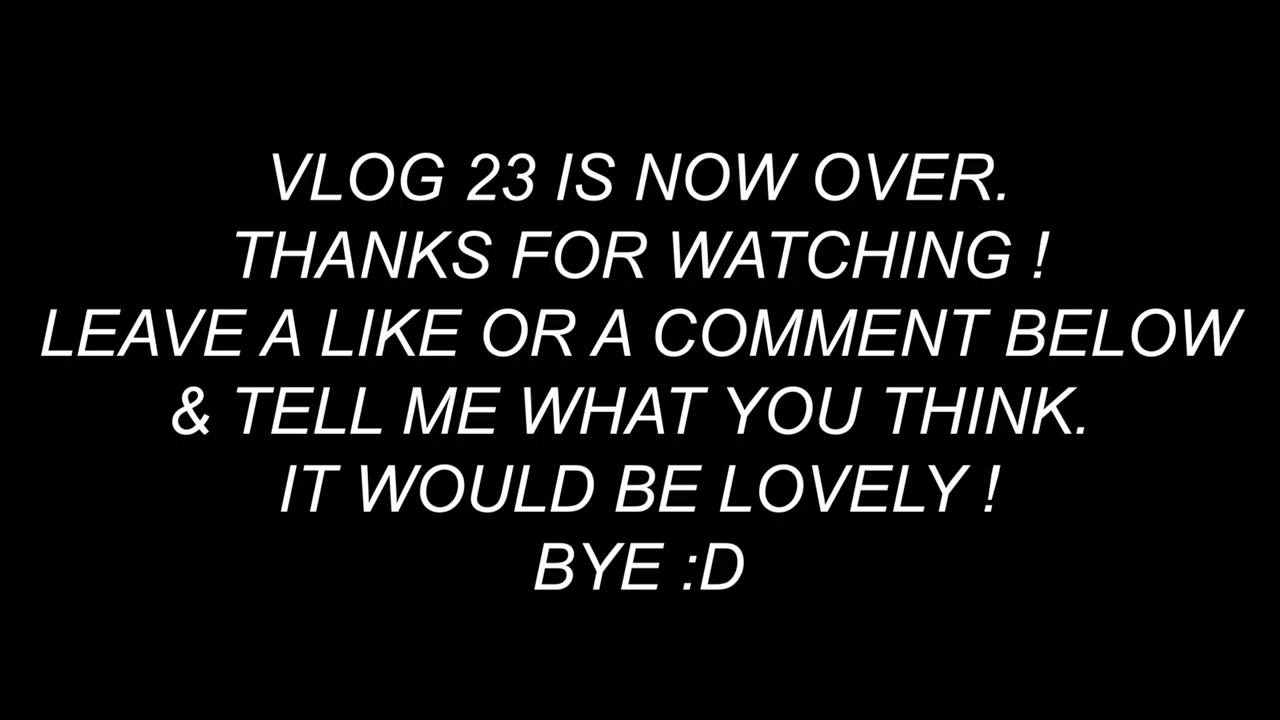 VLOG 23 IS NOW OVER.
THANKS FOR WATCHING !
LEAVE A LIKE OR A COMMENT BELOW
& TELL ME WHAT YOU THINK.
IT WOULD BE LOVELY !
BYE :D